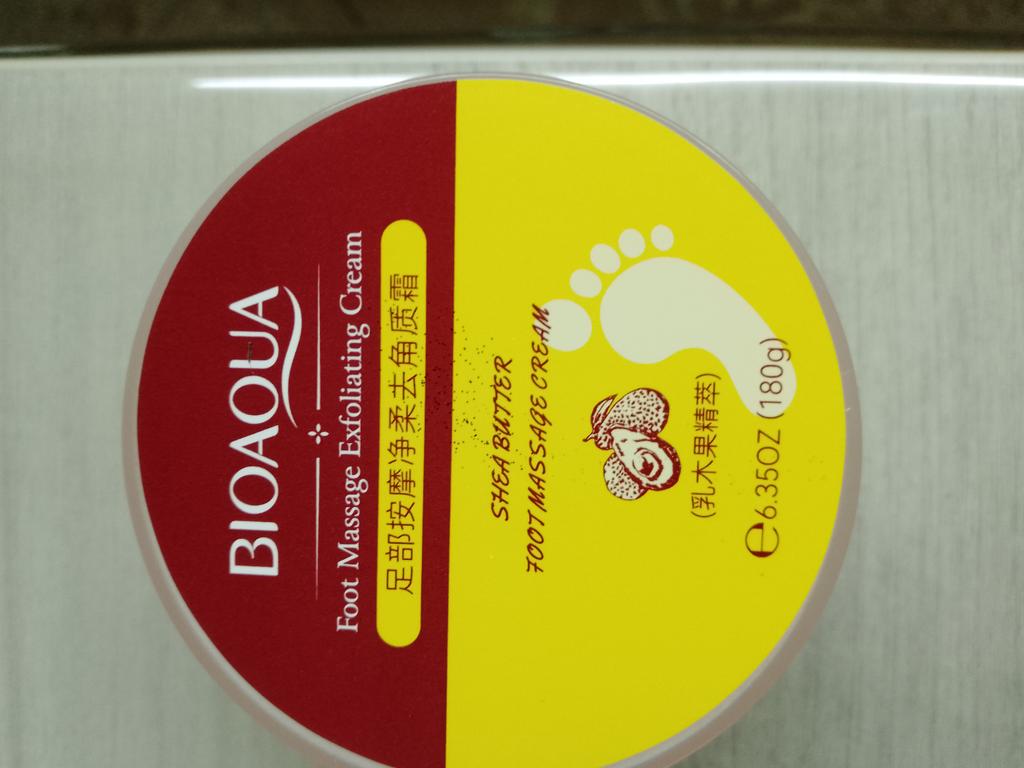 BIOAQUA
Foot Massage Exfoliating Cream
足部按摩净柔去角质霜
SHEA BUTTER
FOOT MASSAGE CREAM
(乳木果精萃)
℮6.35OZ (180g)